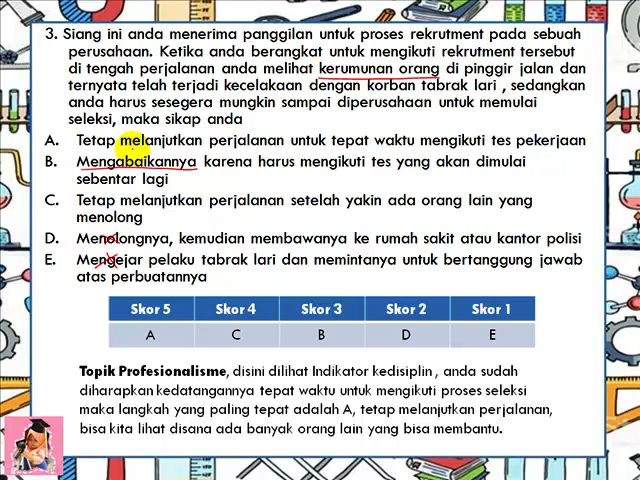 3. Siang ini anda menerima panggilan untuk proses rekrutment pada sebuah
perusahaan. Ketika anda berangkat untuk mengikuti rekrutment tersebut
di tengah perjalanan anda melihat kerumunan orang di pinggir jalan dan
ternyata telah terjadi kecelakaan dengan korban tabrak lari , sedangkan
anda harus sesegera mungkin sampai diperusahaan untuk memulai
seleksi, maka sikap anda
A. Tetap melanjutkan perjalanan untuk tepat waktu mengikuti tes pekerjaan
B. Mengabaikannya karena harus mengikuti tes yang akan dimulai
sebentar lagi
C. Tetap melanjutkan perjalanan setelah yakin ada orang lain yang
menolong
D. Menolongnya, kemudian membawanya ke rumah sakit atau kantor polisi
E. Mengejar pelaku tabrak lari dan memintanya untuk bertanggung jawab
atas perbuatannya
Skor 5 Skor 4 Skor 3 Skor 2 Skor 1
A C B D E
Topik Profesionalisme, disini dilihat Indikator kedisiplin , anda sudah
diharapkan kedatangannya tepat waktu untuk mengikuti proses seleksi
maka langkah yang paling tepat adalah A, tetap melanjutkan perjalanan,
bisa kita lihat disana ada banyak orang lain yang bisa membantu.